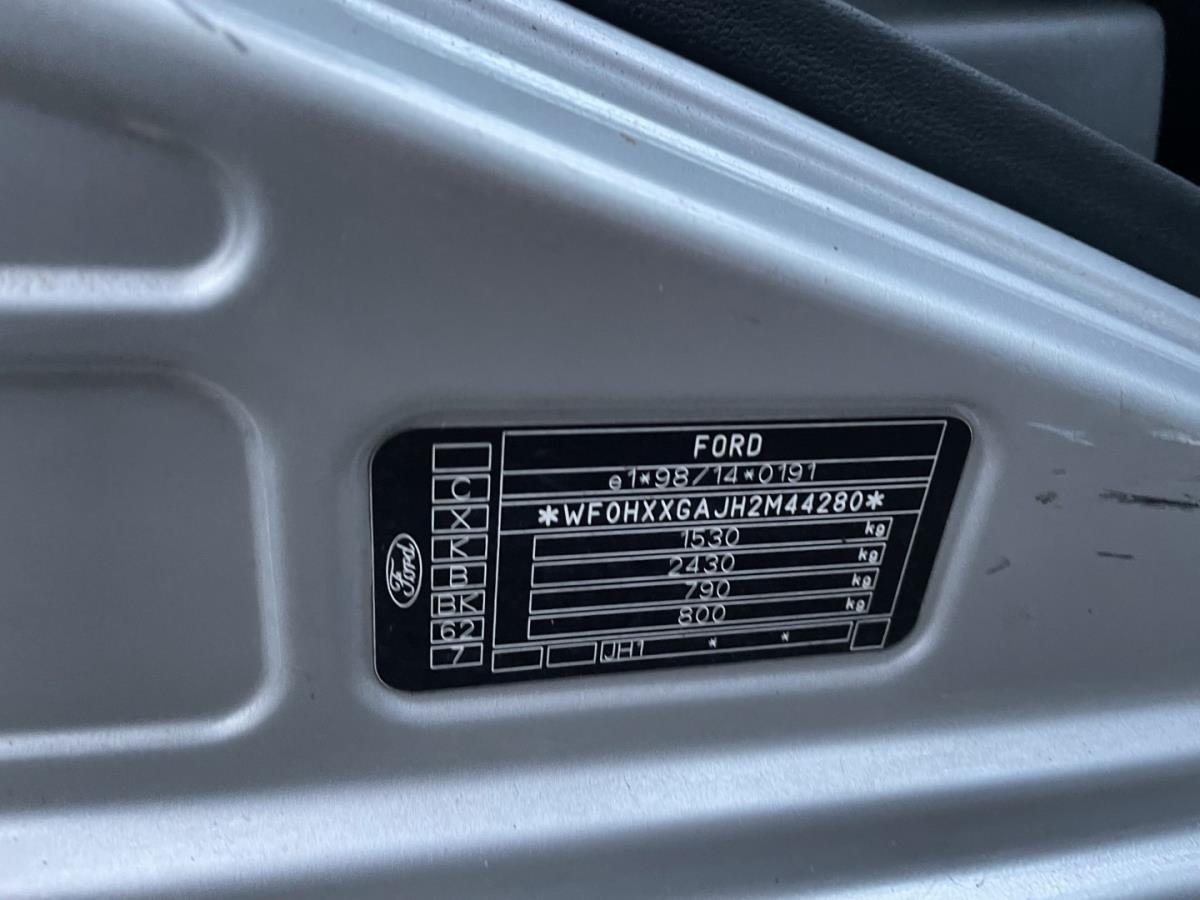 FORD
e1*98/14*0191
*WF0HXXGAJH2M44280*
1530 kg
2430 kg
790 kg
800 kg
JH1 * *
C
X
K
B
BK
62
7
Ford